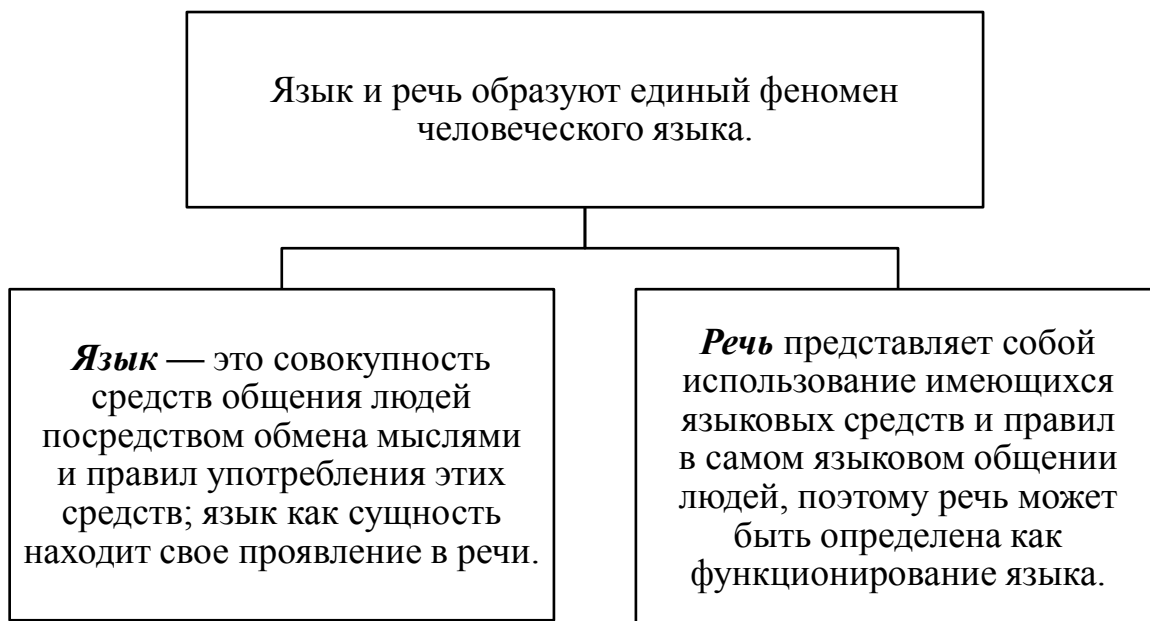 Язык и речь образуют единый феномен
человеческого языка.
Язык — это совокупность
средств общения людей
посредством обмена мыслями
и правил употребления этих
средств; язык как сущность
находит свое проявление в речи.
Речь представляет собой
использование имеющихся
языковых средств и правил
в самом языковом общении
людей, поэтому речь может
быть определена как
функционирование языка.